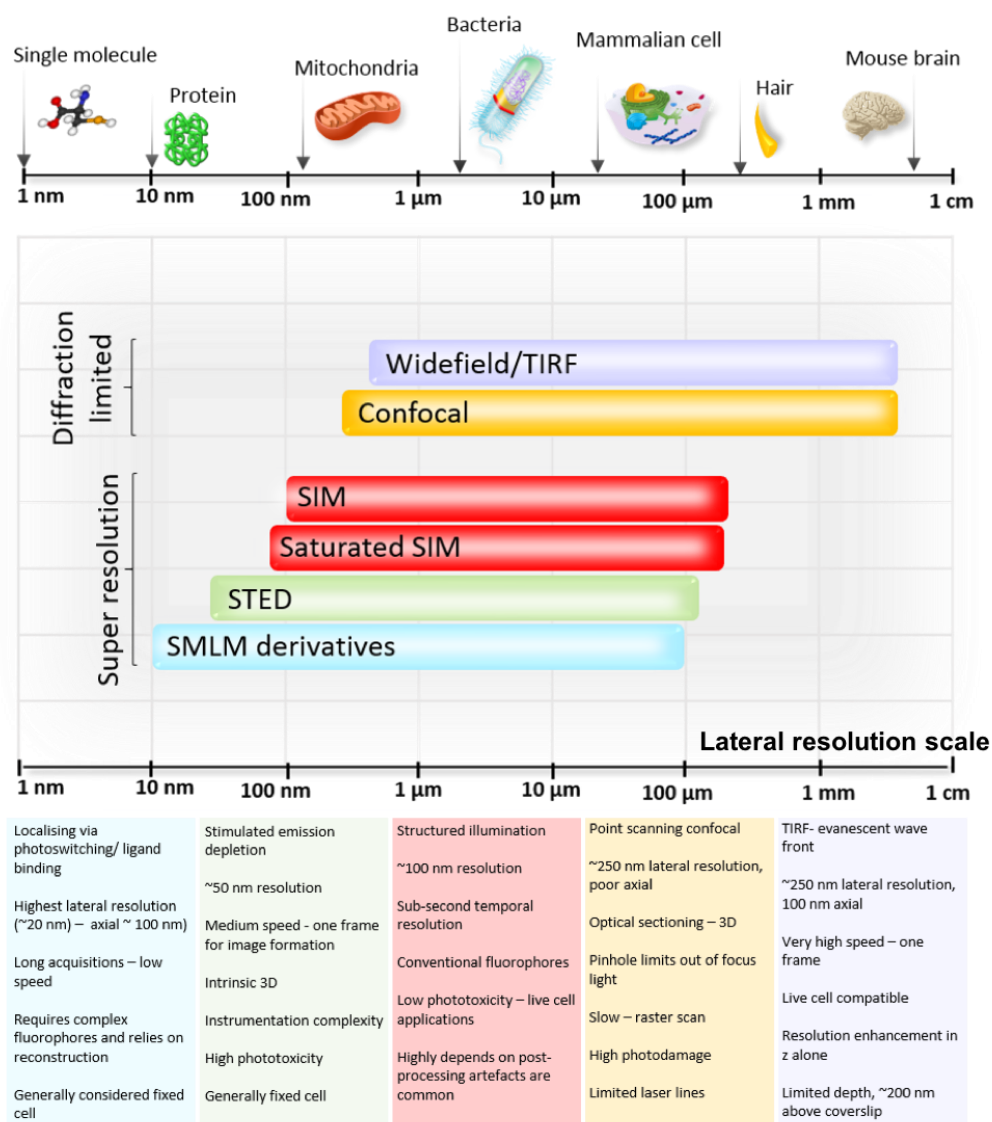 Single molecule
Protein
Mitochondria
Bacteria
Mammalian cell
Hair
Mouse brain
1 nm
10 nm
100 nm
1 µm
10 µm
100 µm
1 mm
1 cm
Diffraction
limited
Widefield/TIRF
Confocal
Super resolution
SIM
Saturated SIM
STED
SMLM derivatives
Lateral resolution scale
1 nm
10 nm
100 nm
1 µm
10 µm
100 µm
1 mm
1 cm
Localising via
photoswitching/ ligand
binding
Highest lateral resolution
(~20 nm) – axial ~ 100 nm)
Long acquisitions – low
speed
Requires complex
fluorophores and relies on
reconstruction
Generally considered fixed
cell
Stimulated emission
depletion
~50 nm resolution
Medium speed - one frame
for image formation
Intrinsic 3D
Instrumentation complexity
High phototoxicity
Generally fixed cell
Structured illumination
~100 nm resolution
Sub-second temporal
resolution
Conventional fluorophores
Low phototoxicity – live cell
applications
Highly depends on post-
processing artefacts are
common
Point scanning confocal
~250 nm lateral resolution,
poor axial
Optical sectioning – 3D
Pinhole limits out of focus
light
Slow – raster scan
High photodamage
Limited laser lines
TIRF- evanescent wave
front
~250 nm lateral resolution,
100 nm axial
Very high speed – one
frame
Live cell compatible
Resolution enhancement in
z alone
Limited depth, ~200 nm
above coverslip